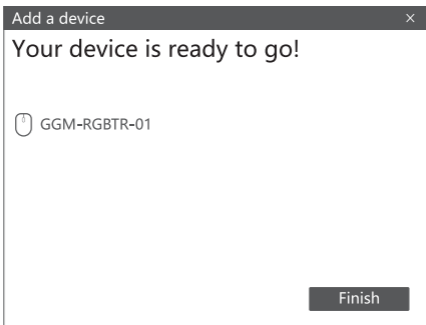 Add a device
Your device is ready to go!
GGM-RGBTR-01
Finish